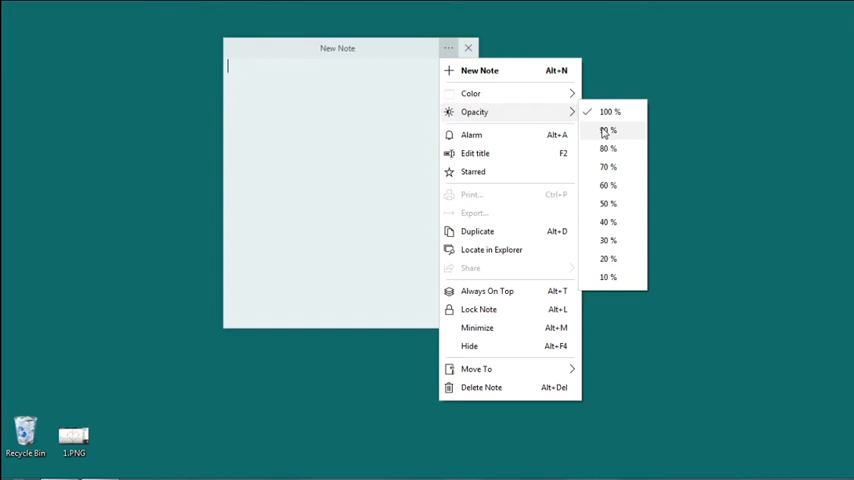 New Note
New Note Alt+N
Color
Opacity
Alarm Alt+A
Edit title F2
Starred
Print... Ctrl+P
Export...
Duplicate Alt+D
Locate in Explorer
Share
Always On Top Alt+T
Lock Note Alt+L
Minimize Alt+M
Hide Alt+F4
Move To
Delete Note Alt+Del
100 %
80 %
70 %
60 %
50 %
40 %
30 %
20 %
10 %
Recycle Bin
1.PNG